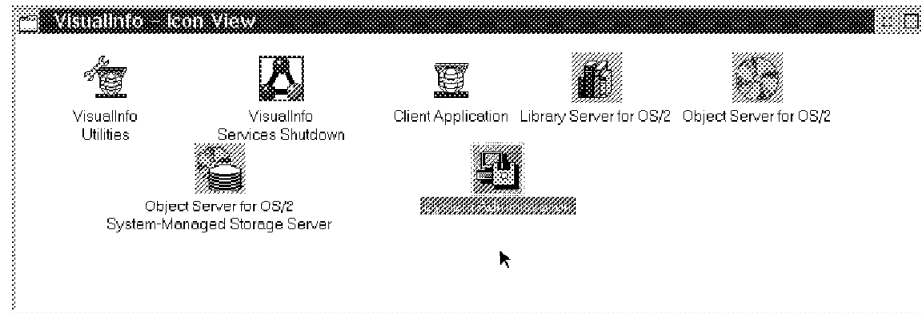 VisualInfo - Icon View
VisualInfo
Utilities
VisualInfo
Services Shutdown
Client Application
Library Server for OS/2
Object Server for OS/2
Object Server for OS/2
System-Managed Storage Server